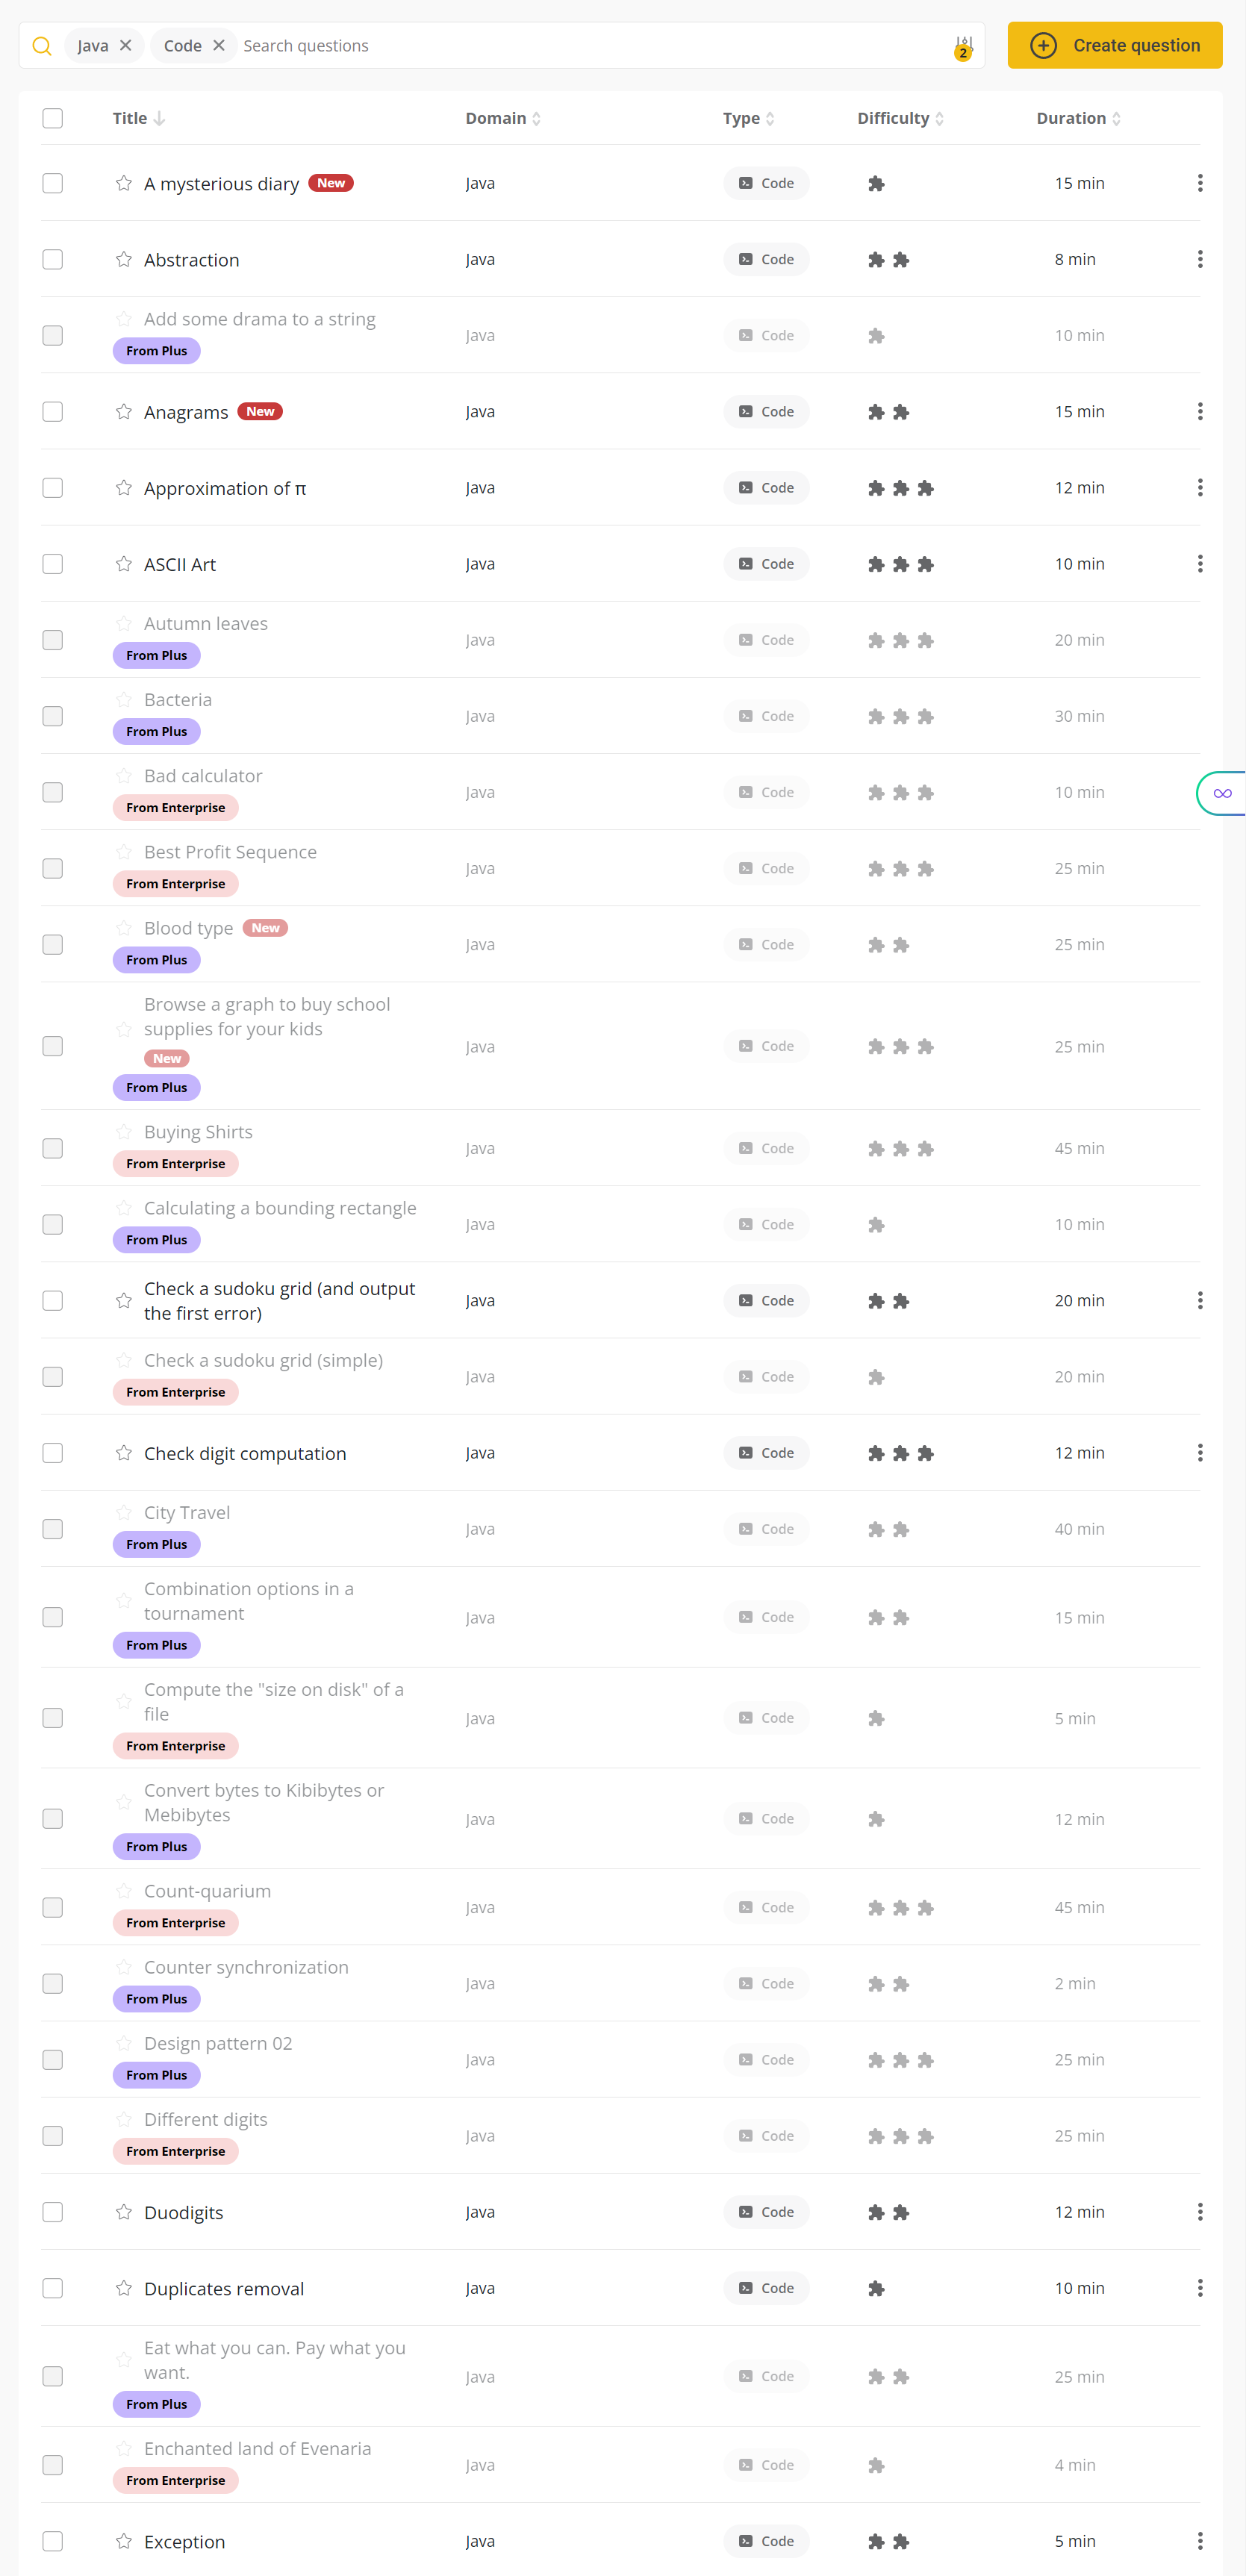 Java Code Search questions 2 Create question
Title Domain Type Difficulty Duration
A mysterious diary New Java Code 15 min
Abstraction Java Code 8 min
Add some drama to a string Java Code 10 min
From Plus
Anagrams New Java Code 15 min
Approximation of π Java Code 12 min
ASCII Art Java Code 10 min
Autumn leaves Java Code 20 min
From Plus
Bacteria Java Code 30 min
From Plus
Bad calculator Java Code 10 min
From Enterprise
Best Profit Sequence Java Code 25 min
From Enterprise
Blood type New Java Code 25 min
From Plus
Browse a graph to buy school
supplies for your kids
New Java Code 25 min
From Plus
Buying Shirts Java Code 45 min
From Enterprise
Calculating a bounding rectangle Java Code 10 min
From Plus
Check a sudoku grid (and output
the first error) Java Code 20 min
Check a sudoku grid (simple) Java Code 20 min
From Enterprise
Check digit computation Java Code 12 min
City Travel Java Code 40 min
From Plus
Combination options in a
tournament Java Code 15 min
From Plus
Compute the "size on disk" of a
file Java Code 5 min
From Enterprise
Convert bytes to Kibibytes or
Mebibytes Java Code 12 min
From Plus
Count-quarium Java Code 45 min
From Enterprise
Counter synchronization Java Code 2 min
From Plus
Design pattern 02 Java Code 25 min
From Plus
Different digits Java Code 25 min
From Enterprise
Duodigits Java Code 12 min
Duplicates removal Java Code 10 min
Eat what you can. Pay what you
want. Java Code 25 min
From Plus
Enchanted land of Evenaria Java Code 4 min
From Enterprise
Exception Java Code 5 min